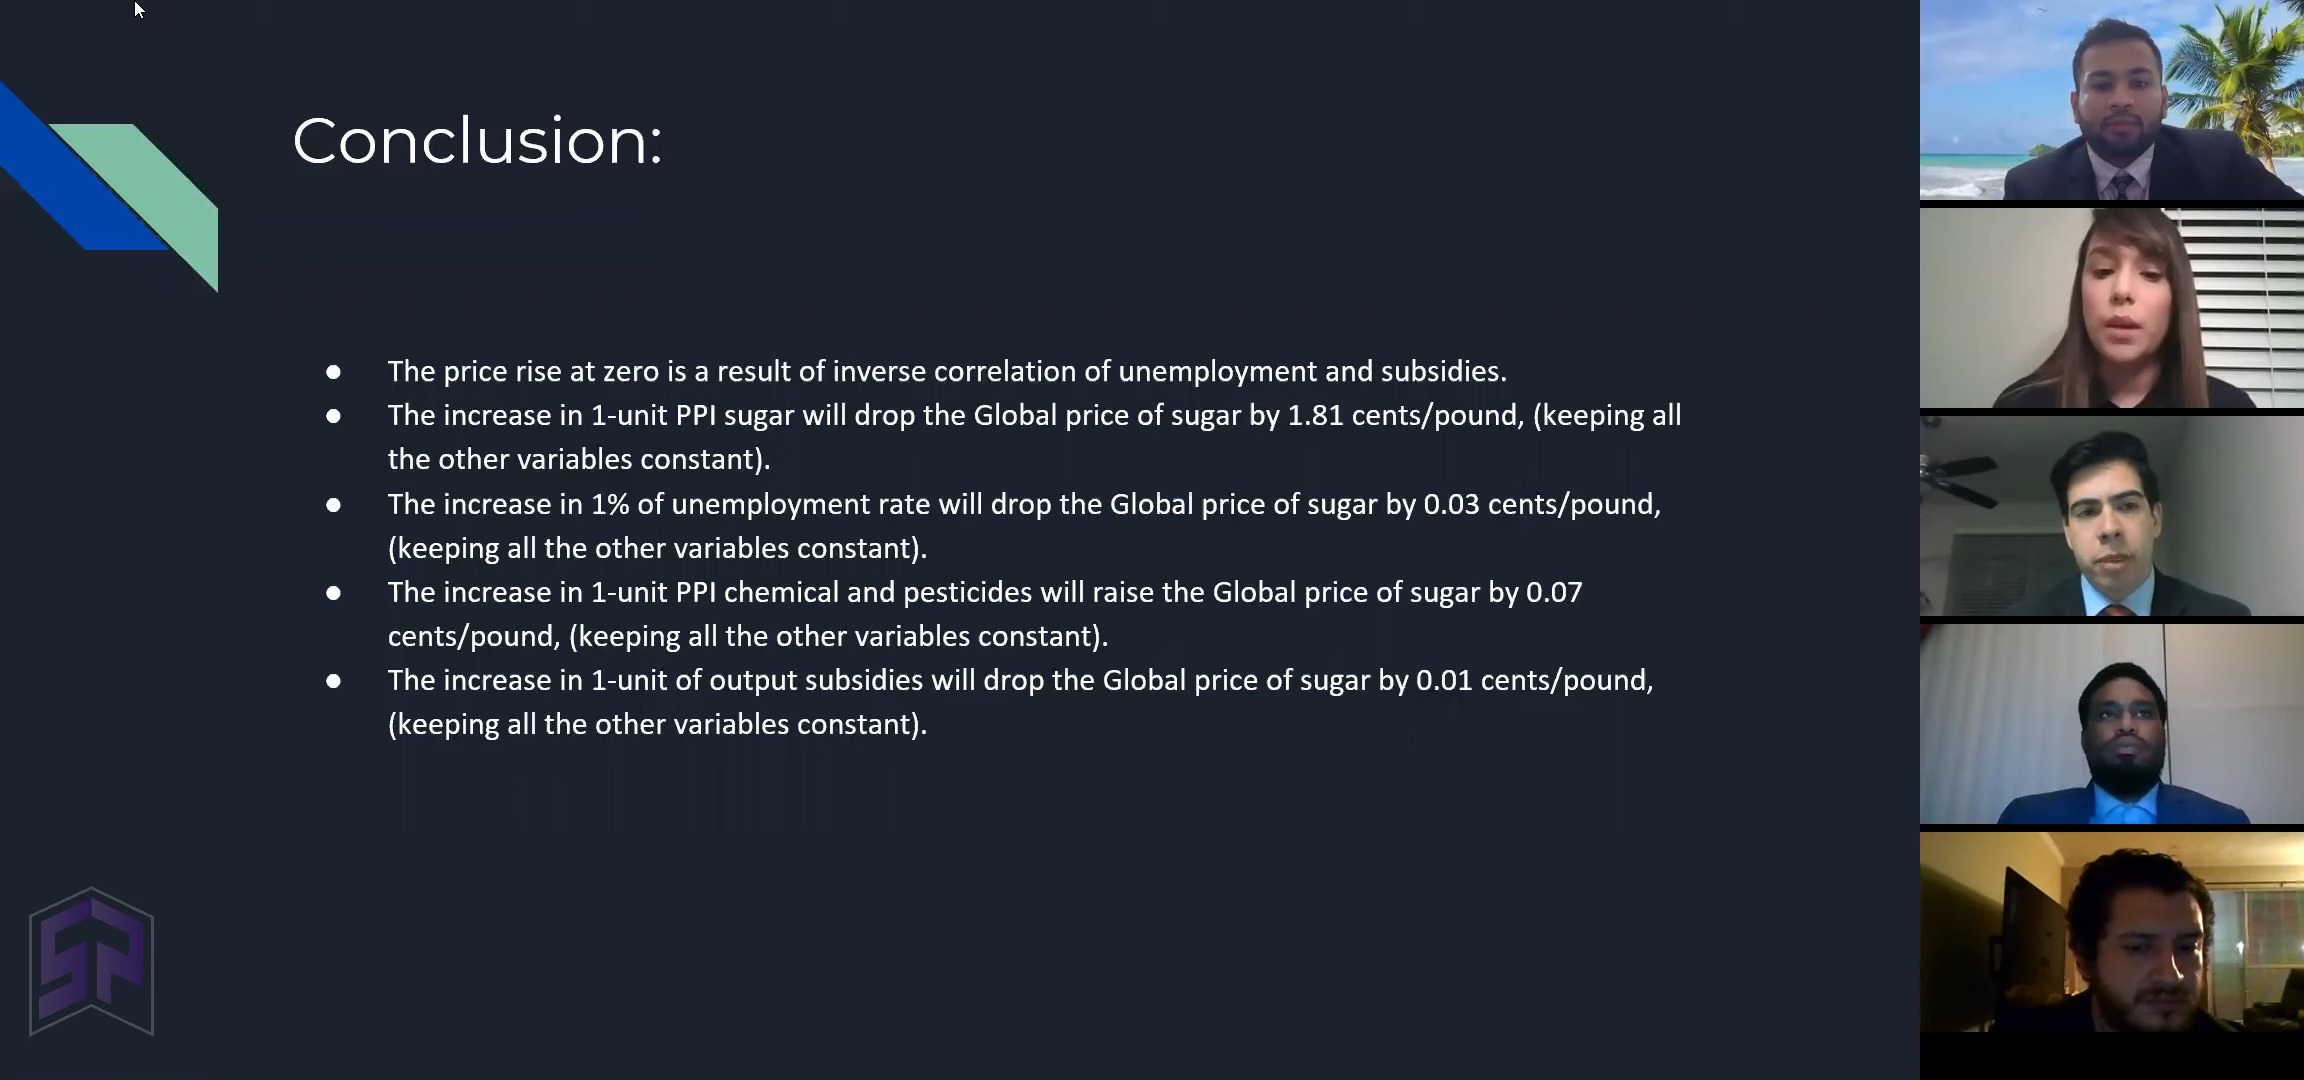 Conclusion:
● The price rise at zero is a result of inverse correlation of unemployment and subsidies.
● The increase in 1-unit PPI sugar will drop the Global price of sugar by 1.81 cents/pound, (keeping all
the other variables constant).
● The increase in 1% of unemployment rate will drop the Global price of sugar by 0.03 cents/pound,
(keeping all the other variables constant).
● The increase in 1-unit PPI chemical and pesticides will raise the Global price of sugar by 0.07
cents/pound, (keeping all the other variables constant).
● The increase in 1-unit of output subsidies will drop the Global price of sugar by 0.01 cents/pound,
(keeping all the other variables constant).
SP